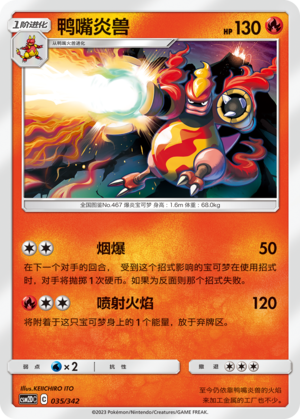 1阶进化
鸭嘴炎兽
HP 130
从鸭嘴火兽进化
全国图鉴No.467 爆炎宝可梦 身高：1.6m 体重：68.0kg
烟爆 50
在下一个对手的回合， 受到这个招式影响的宝可梦在使用招式
时，对手将抛掷1次硬币。如果为反面则那个招式失败。
喷射火焰 120
将附着于这只宝可梦身上的1个能量，放于弃牌区。
弱点 ×2 抗性
撤退
至今仍依靠鸭嘴炎兽的火焰
来加工金属的工厂也不少。
Illus. KEIICHIRO ITO
CSM2DC G 035/342
©2023 Pokémon/Nintendo/Creatures/GAME FREAK.